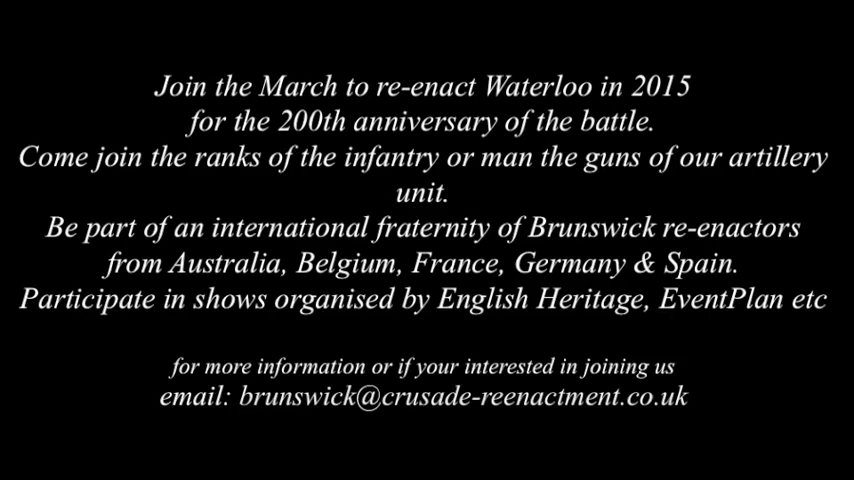 Join the March to re-enact Waterloo in 2015
for the 200th anniversary of the battle.
Come join the ranks of the infantry or man the guns of our artillery
unit.
Be part of an international fraternity of Brunswick re-enactors
from Australia, Belgium, France, Germany & Spain.
Participate in shows organised by English Heritage, EventPlan etc
for more information or if your interested in joining us
email: brunswick@crusade-reenactment.co.uk